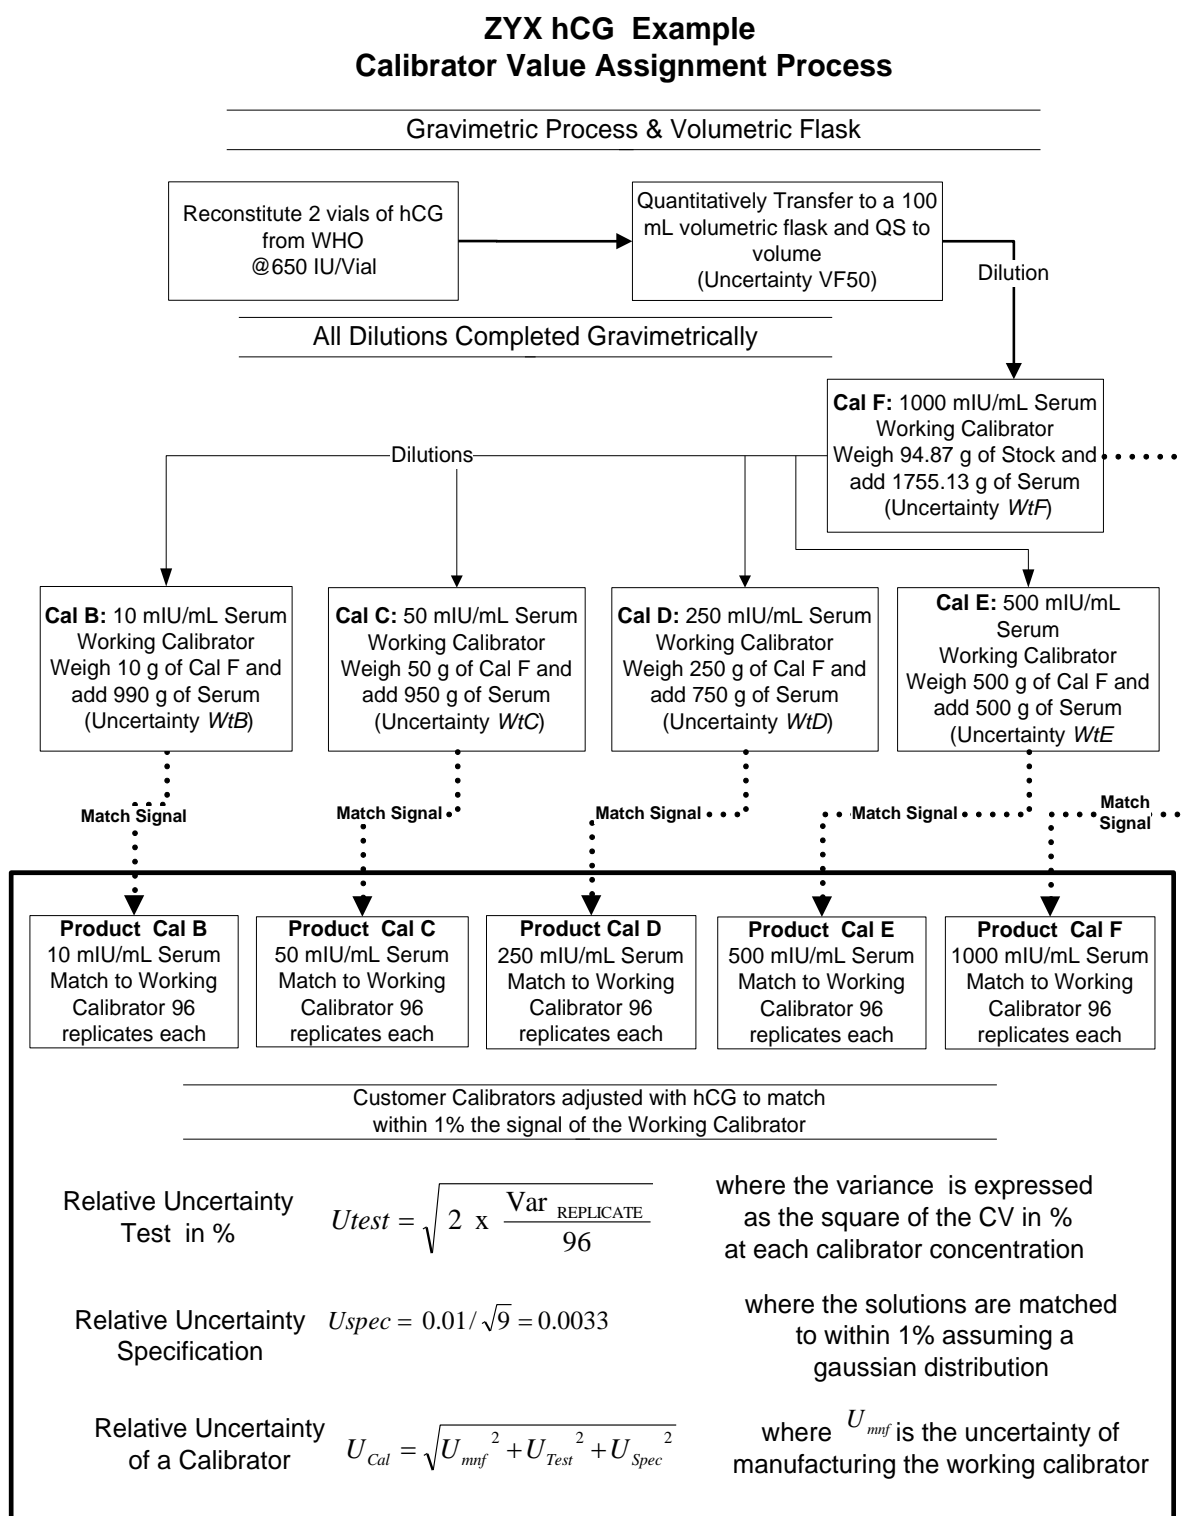 ZYX hCG Example
Calibrator Value Assignment Process
Gravimetric Process & Volumetric Flask
Reconstitute 2 vials of hCG
from WHO
@650 IU/Vial
Quantitatively Transfer to a 100
mL volumetric flask and QS to
volume
(Uncertainty VF50)
Dilution
All Dilutions Completed Gravimetrically
Cal F: 1000 mIU/mL Serum
Working Calibrator
Weigh 94.87 g of Stock and
add 1755.13 g of Serum
(Uncertainty WtF)
Dilutions
Cal B: 10 mIU/mL Serum
Working Calibrator
Weigh 10 g of Cal F and
add 990 g of Serum
(Uncertainty WtB)
Cal C: 50 mIU/mL Serum
Working Calibrator
Weigh 50 g of Cal F and
add 950 g of Serum
(Uncertainty WtC)
Cal D: 250 mIU/mL Serum
Working Calibrator
Weigh 250 g of Cal F and
add 750 g of Serum
(Uncertainty WtD)
Cal E: 500 mIU/mL
Serum
Working Calibrator
Weigh 500 g of Cal F and
add 500 g of Serum
(Uncertainty WtE
Match Signal
Match Signal
Match Signal
Match Signal
Match
Signal
Product Cal B
10 mIU/mL Serum
Match to Working
Calibrator 96
replicates each
Product Cal C
50 mIU/mL Serum
Match to Working
Calibrator 96
replicates each
Product Cal D
250 mIU/mL Serum
Match to Working
Calibrator 96
replicates each
Product Cal E
500 mIU/mL Serum
Match to Working
Calibrator 96
replicates each
Product Cal F
1000 mIU/mL Serum
Match to Working
Calibrator 96
replicates each
Customer Calibrators adjusted with hCG to match
within 1% the signal of the Working Calibrator
Relative Uncertainty
Test in %
Utest = √(2 x Var REPLICATE / 96)
where the variance is expressed
as the square of the CV in %
at each calibrator concentration
Relative Uncertainty
Specification
Uspec = 0.01/√9 = 0.0033
where the solutions are matched
to within 1% assuming a
gaussian distribution
Relative Uncertainty
of a Calibrator
U Cal = √(U mnf ² + U Test ² + U Spec ²)
where U mnf is the uncertainty of
manufacturing the working calibrator